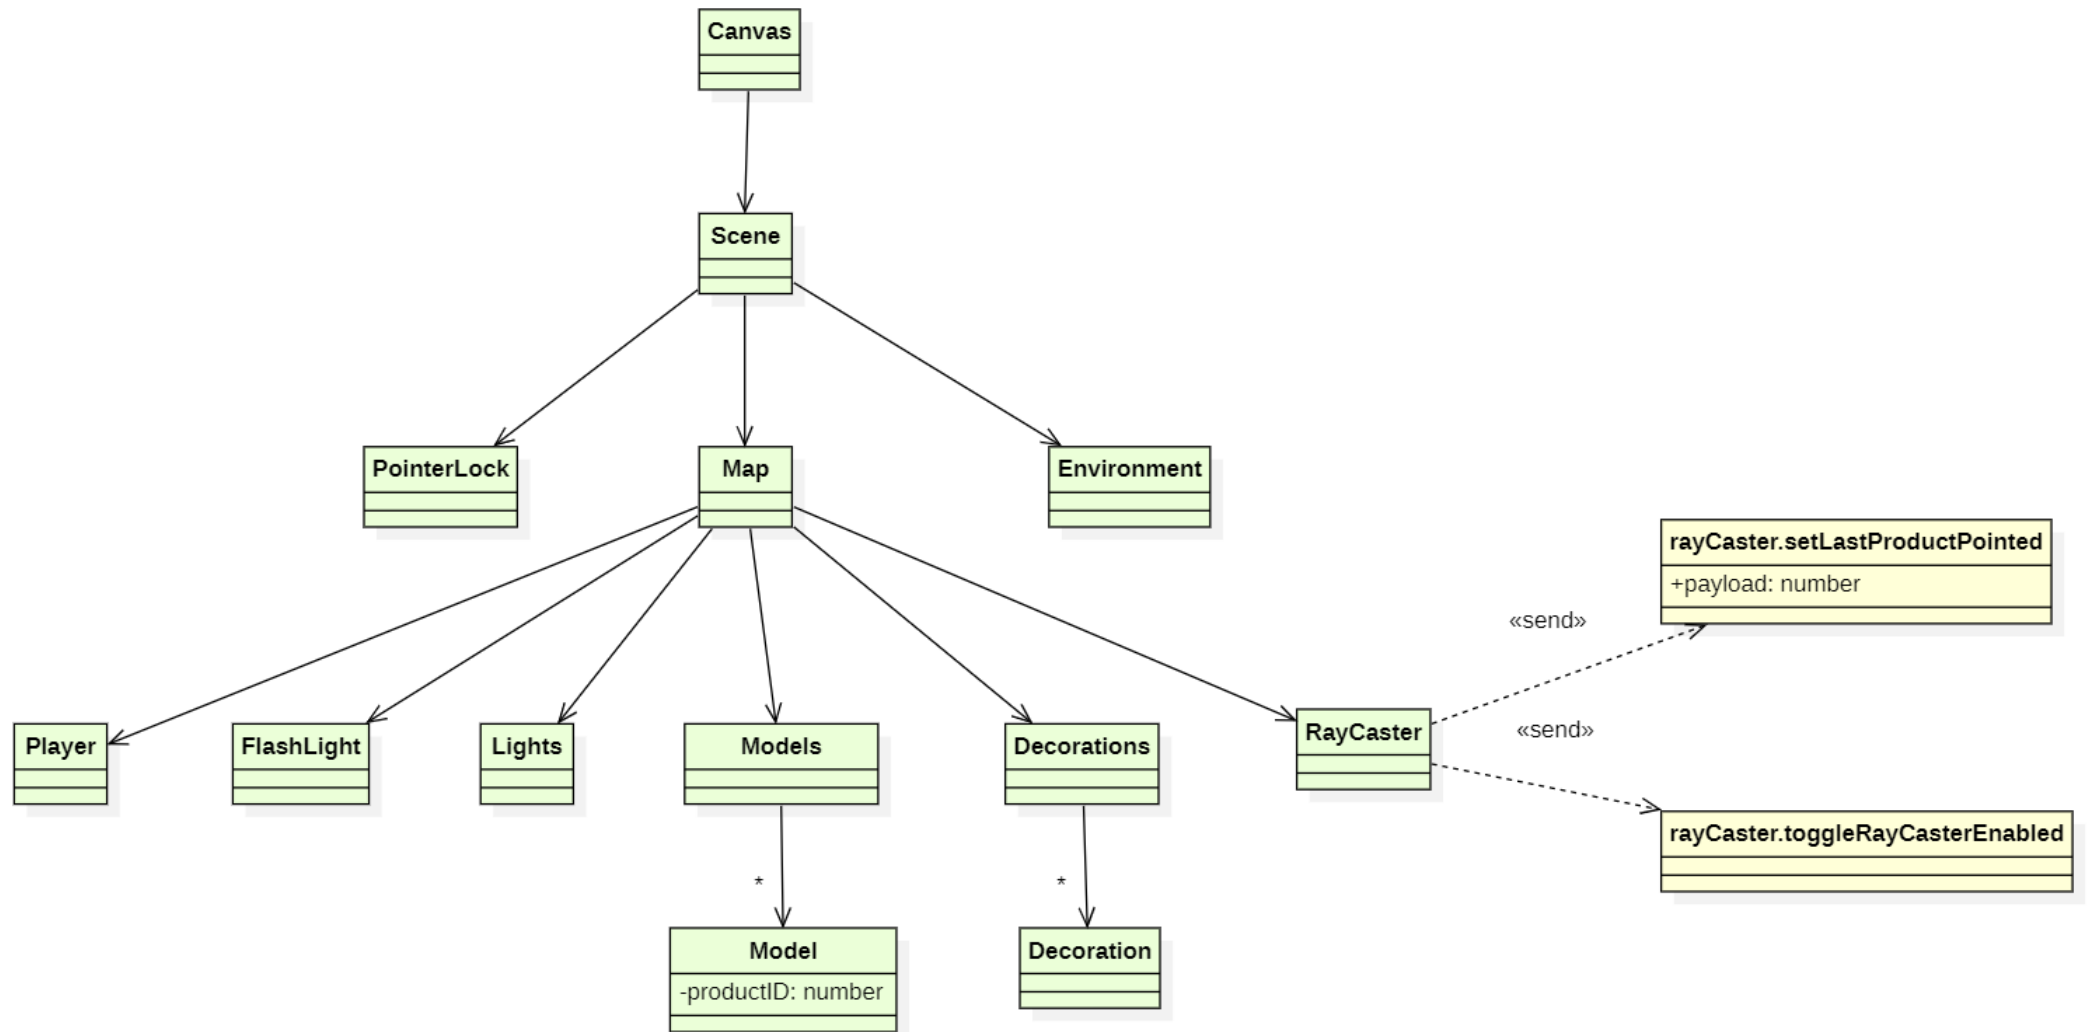 Canvas
Scene
PointerLock
Map
Environment
rayCaster.setLastProductPointed
+payload: number
«send»
«send»
Player
FlashLight
Lights
Models
Decorations
RayCaster
rayCaster.toggleRayCasterEnabled
*
*
Model
-productID: number
Decoration